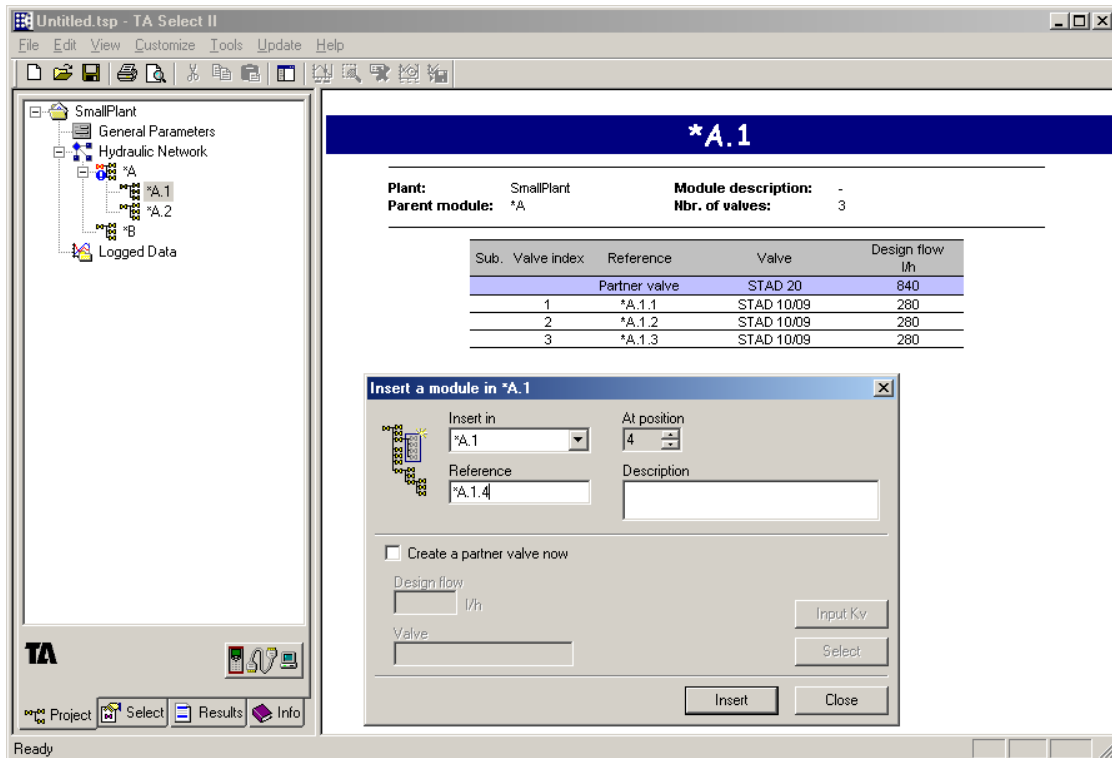 Untitled.tsp - TA Select II
File Edit View Customize Tools Update Help
SmallPlant
General Parameters
Hydraulic Network
*A
*A.1
*A.2
*B
Logged Data
TA
Project Select Results Info
Ready
*A.1
Plant: SmallPlant Module description: -
Parent module: *A Nbr. of valves: 3
Sub. Valve index Reference Valve Design flow
l/h
Partner valve STAD 20 840
1 *A.1.1 STAD 10/09 280
2 *A.1.2 STAD 10/09 280
3 *A.1.3 STAD 10/09 280
Insert a module in *A.1
Insert in At position
*A.1 4
Reference Description
*A.1.4
Create a partner valve now
Design flow
l/h
Input Kv
Valve
Select
Insert Close